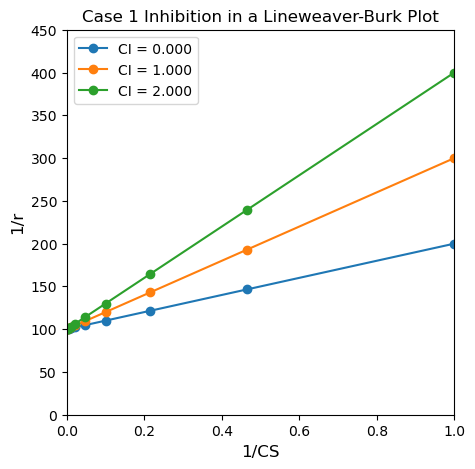 Case 1 Inhibition in a Lineweaver-Burk Plot
CI = 0.000
CI = 1.000
CI = 2.000
1/r
450
400
350
300
250
200
150
100
50
0
0.0 0.2 0.4 0.6 0.8 1.0
1/CS